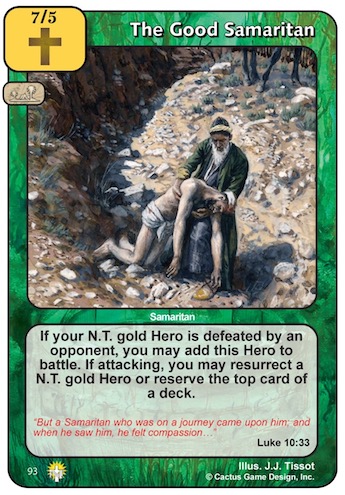 7/5
The Good Samaritan
Samaritan
If your N.T. gold Hero is defeated by an
opponent, you may add this Hero to
battle. If attacking, you may resurrect a
N.T. gold Hero or reserve the top card of
a deck.
"But a Samaritan who was on a journey came upon him; and
when he saw him, he felt compassion…"
Luke 10:33
93
Illus. J.J. Tissot
© Cactus Game Design, Inc.